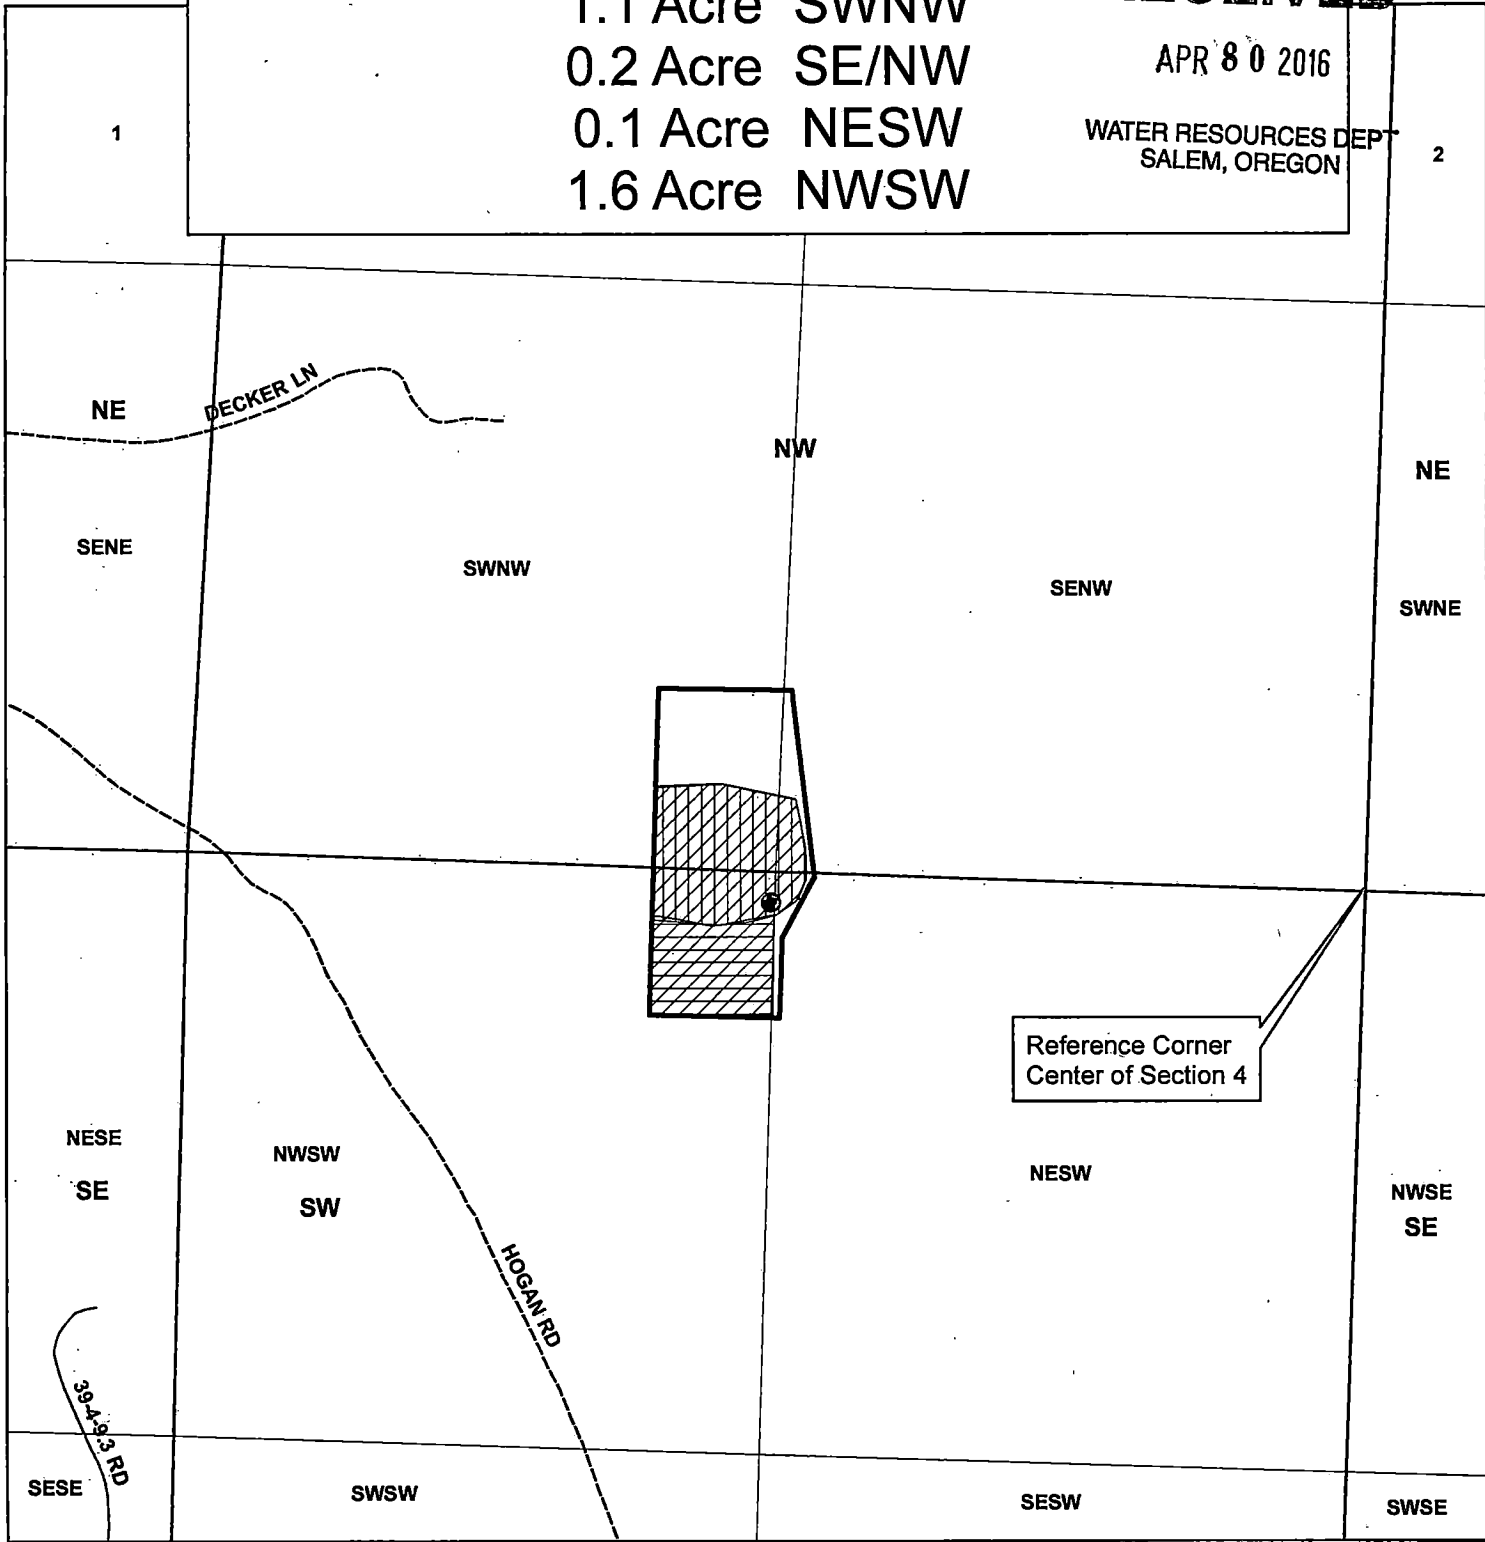 1.1 Acre SWNW
0.2 Acre SE/NW
0.1 Acre NESW
1.6 Acre NWSW
RECEIVED
APR 80 2016
WATER RESOURCES DEPT
SALEM, OREGON
1
2
NE
DECKER LN
NW
NE
SENE
SWNW
SENW
SWNE
Reference Corner
Center of Section 4
NESE
SE
NWSW
SW
NESW
NWSE
SE
HOGAN RD
39-4-9.3 RD
SESE
SWSW
SESW
SWSE